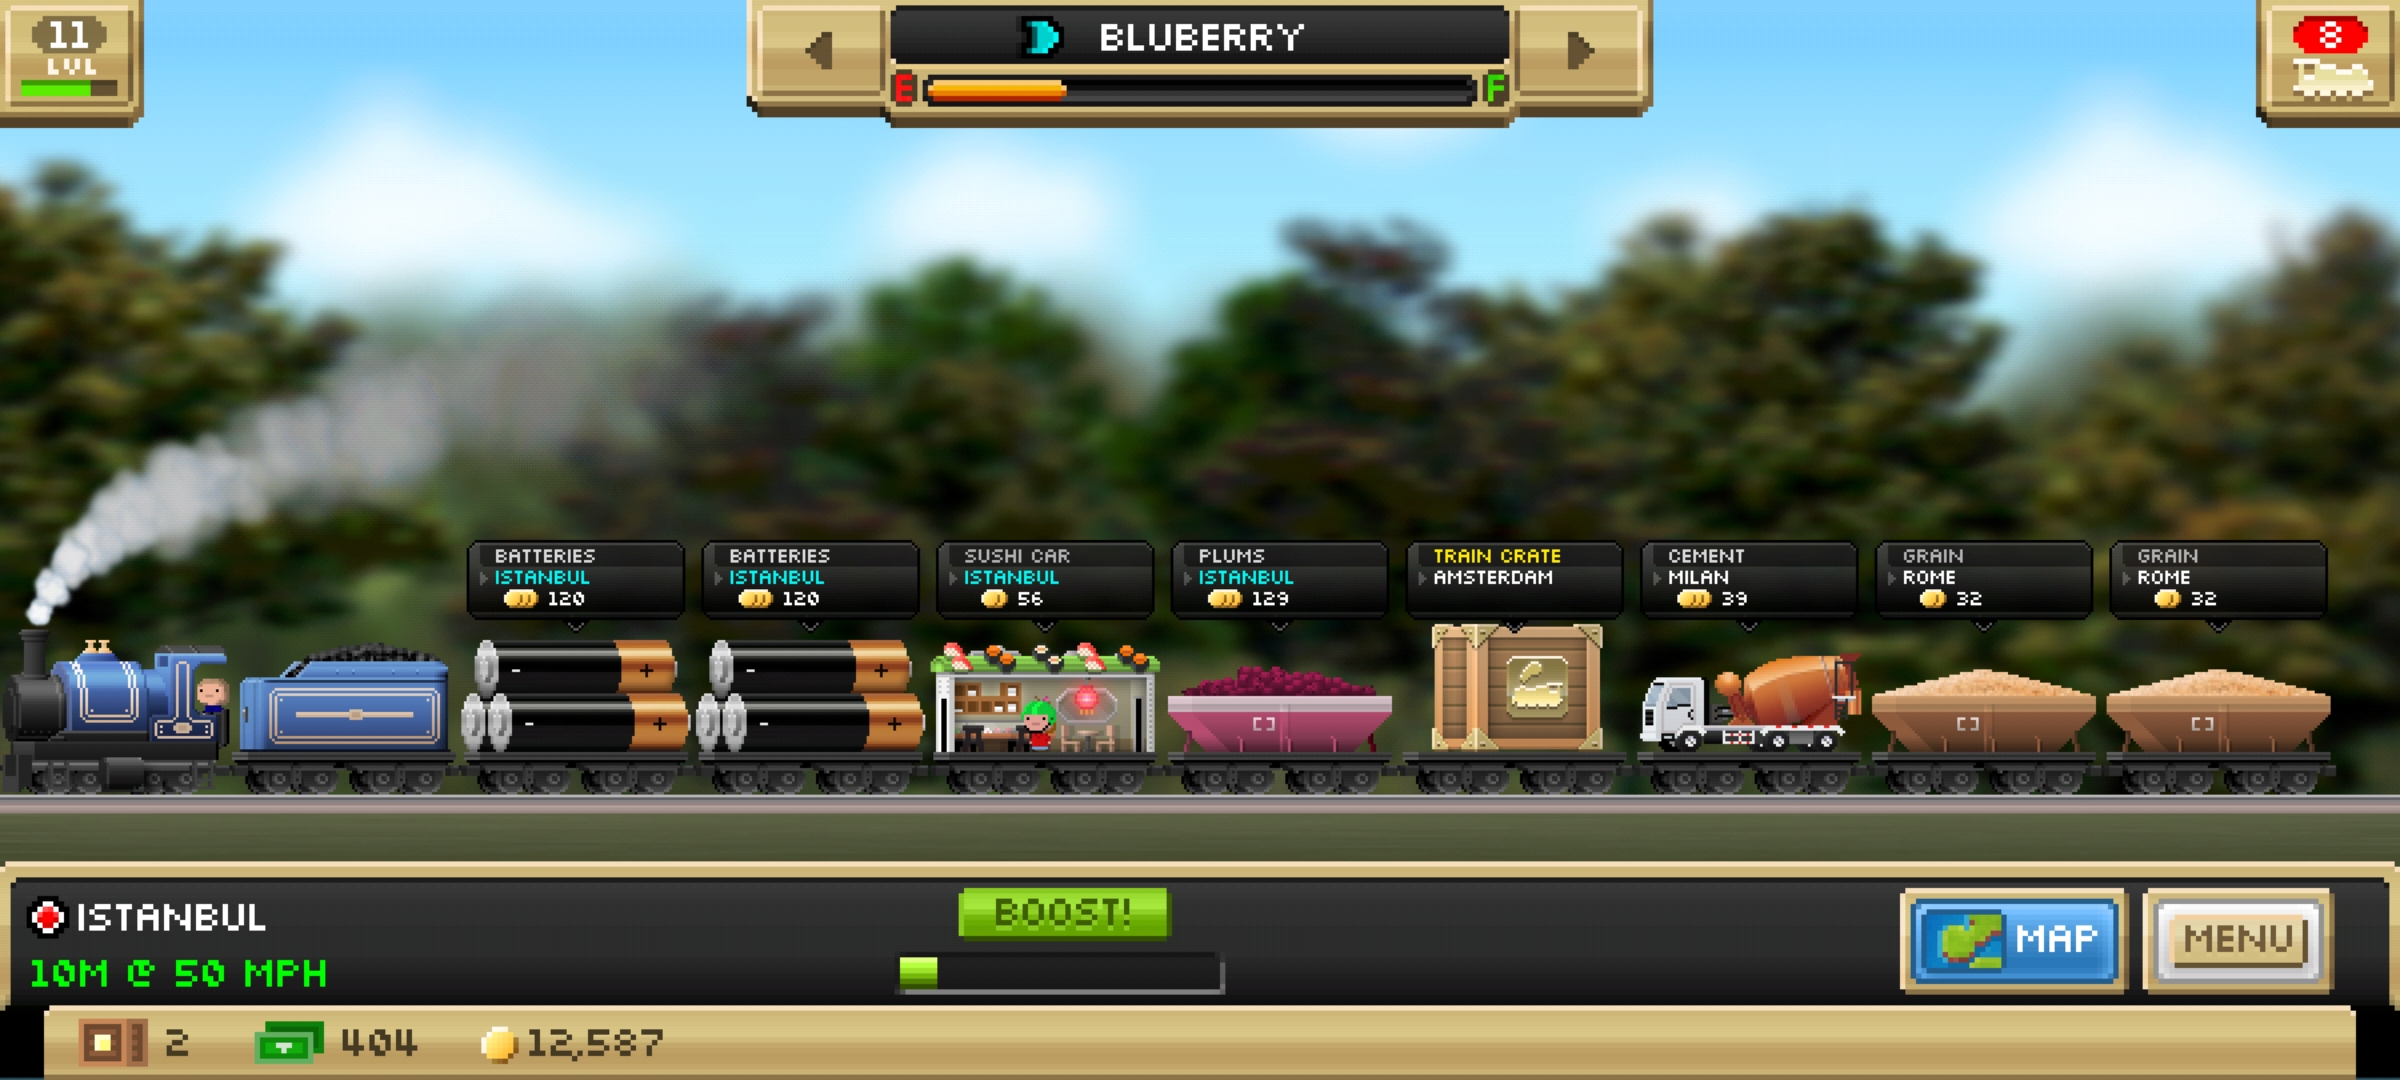 11
LVL
BLUBERRY
E F
8
BATTERIES
ISTANBUL
120
BATTERIES
ISTANBUL
120
SUSHI CAR
ISTANBUL
56
PLUMS
ISTANBUL
129
TRAIN CRATE
AMSTERDAM
CEMENT
MILAN
39
GRAIN
ROME
32
GRAIN
ROME
32
- +
- +
- +
- +
ISTANBUL
10M @ 50 MPH
BOOST!
MAP
MENU
2
404
12,587